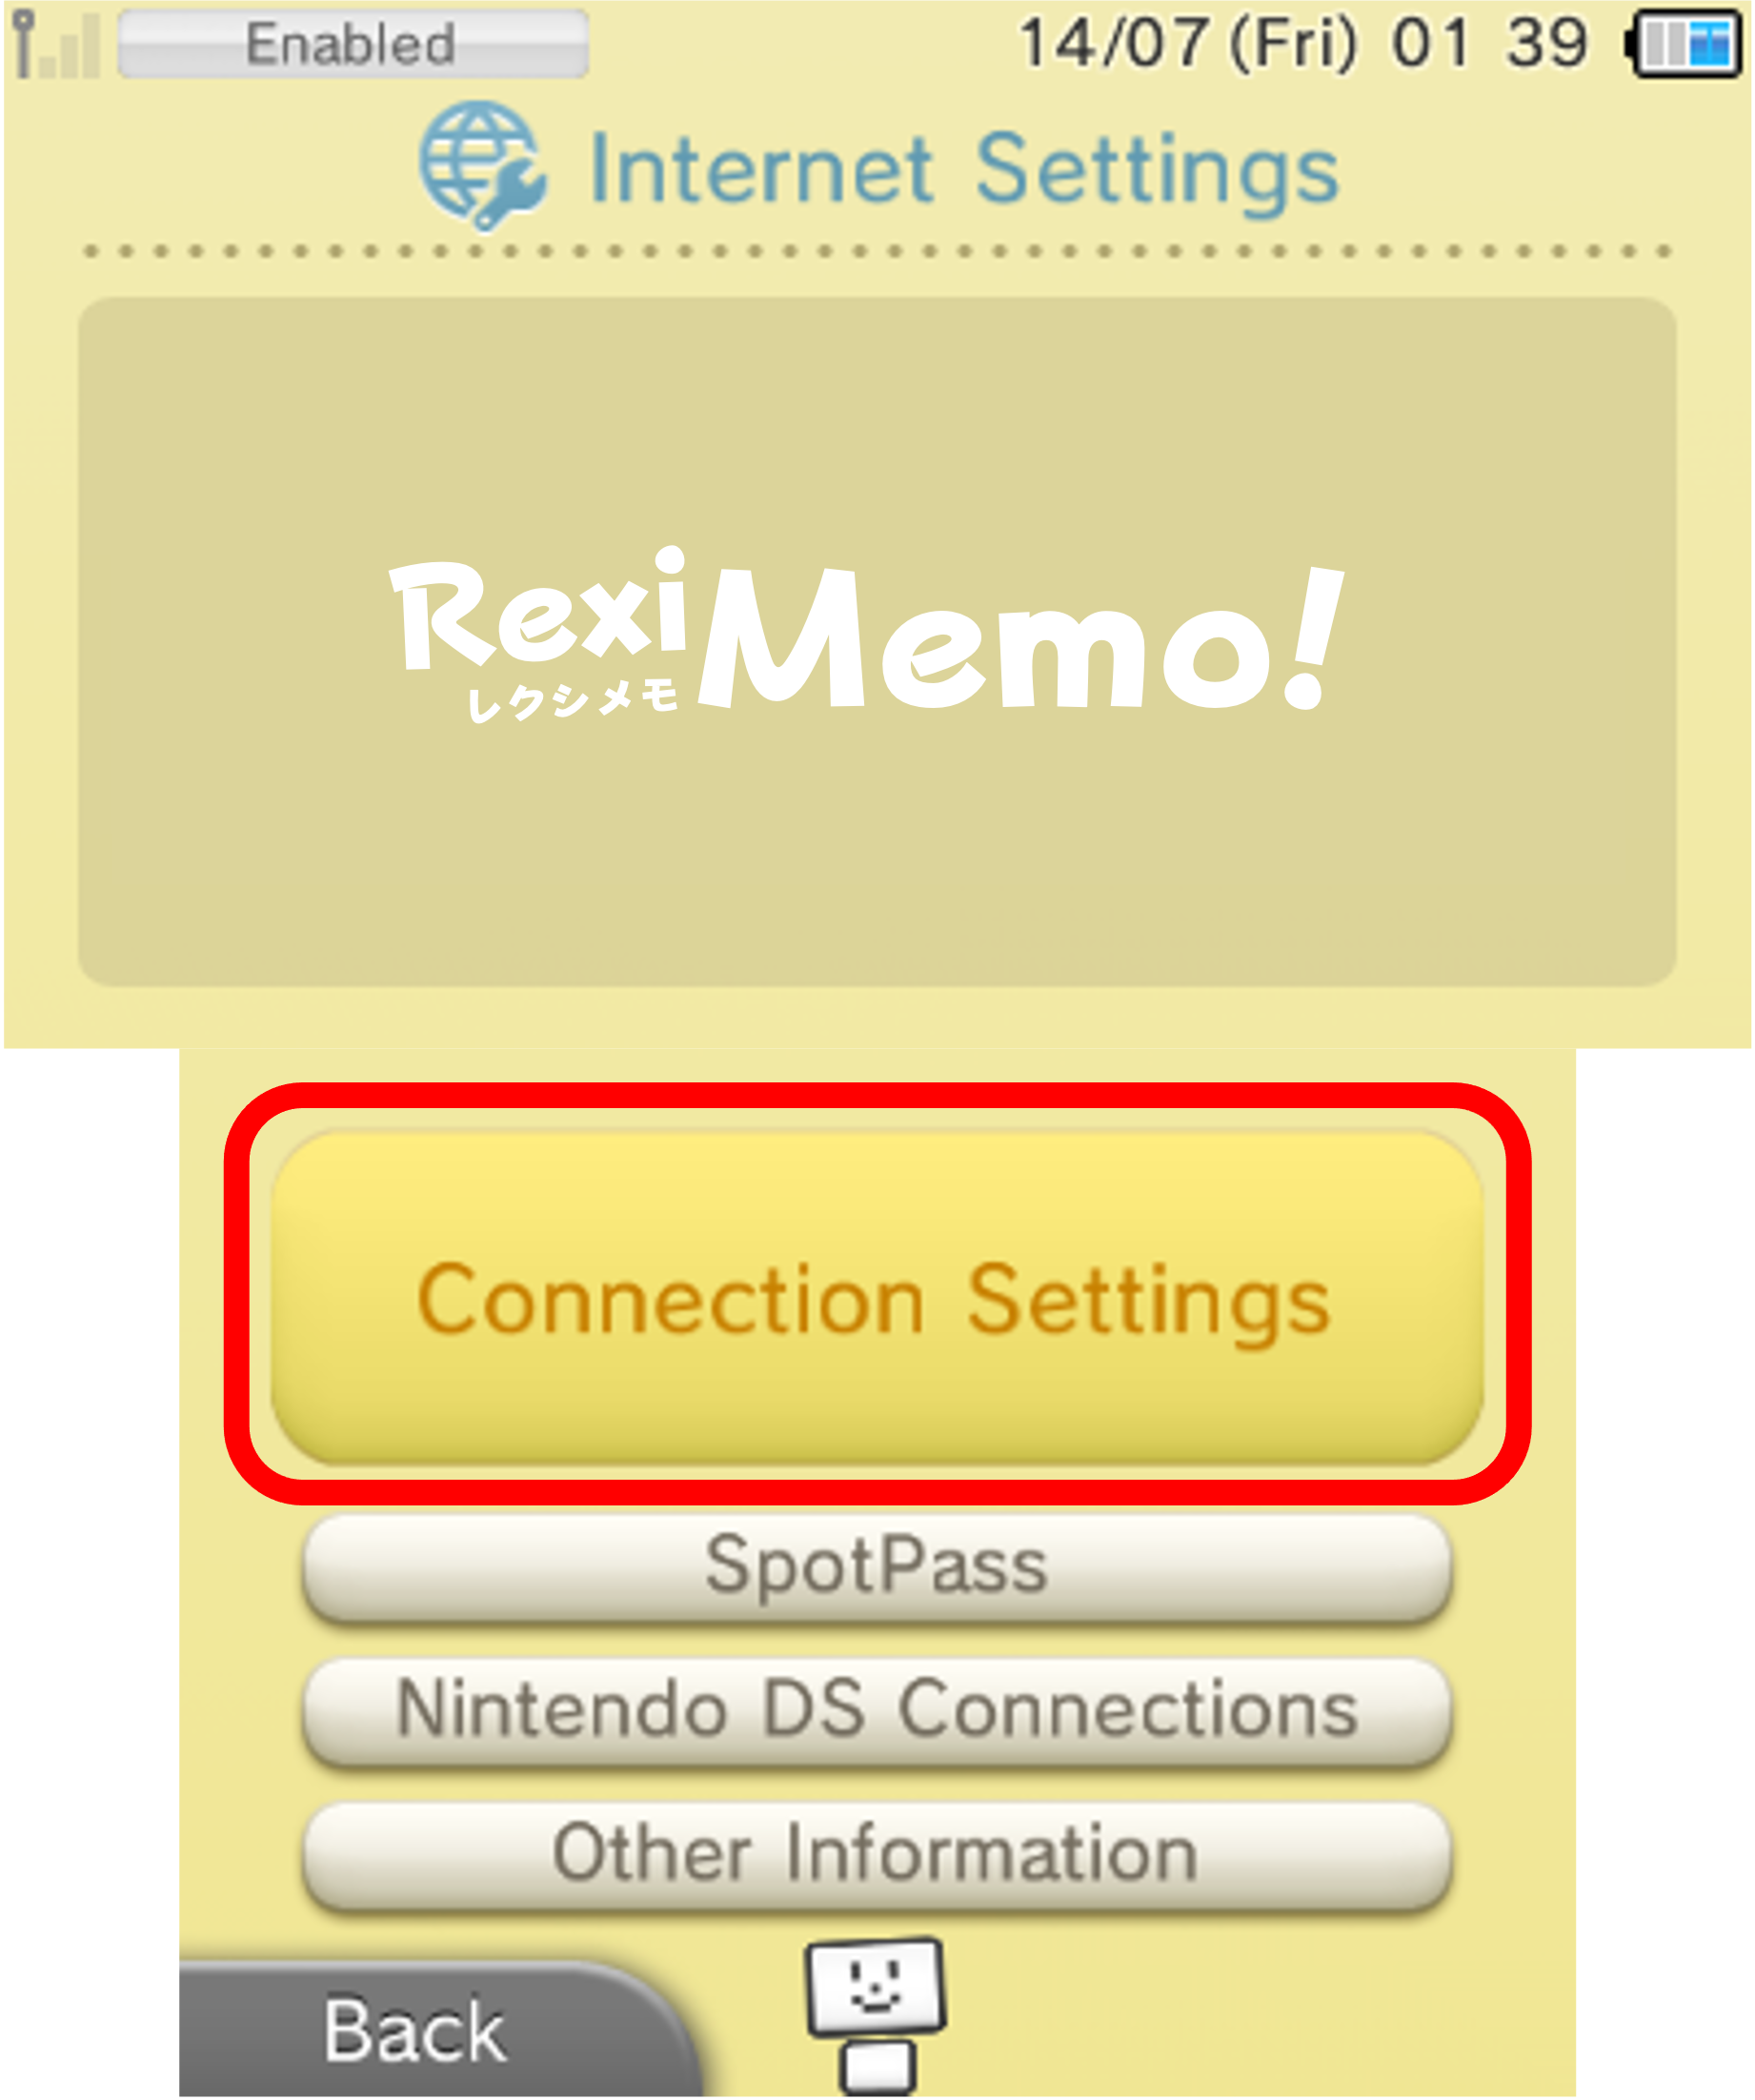 Enabled 14/07(Fri) 01 39
Internet Settings
RexiMemo!
レクシメモ
Connection Settings
SpotPass
Nintendo DS Connections
Other Information
Back